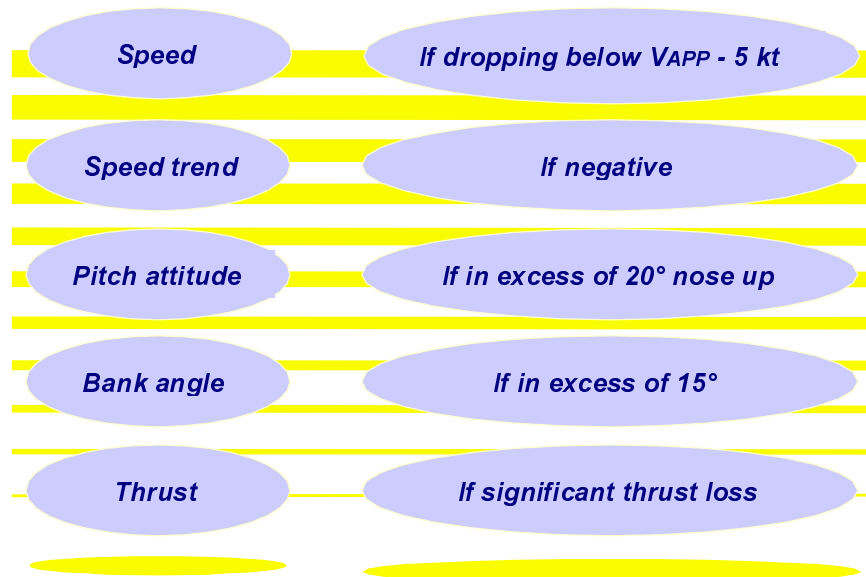 Speed
If dropping below VAPP - 5 kt
Speed trend
If negative
Pitch attitude
If in excess of 20° nose up
Bank angle
If in excess of 15°
Thrust
If significant thrust loss